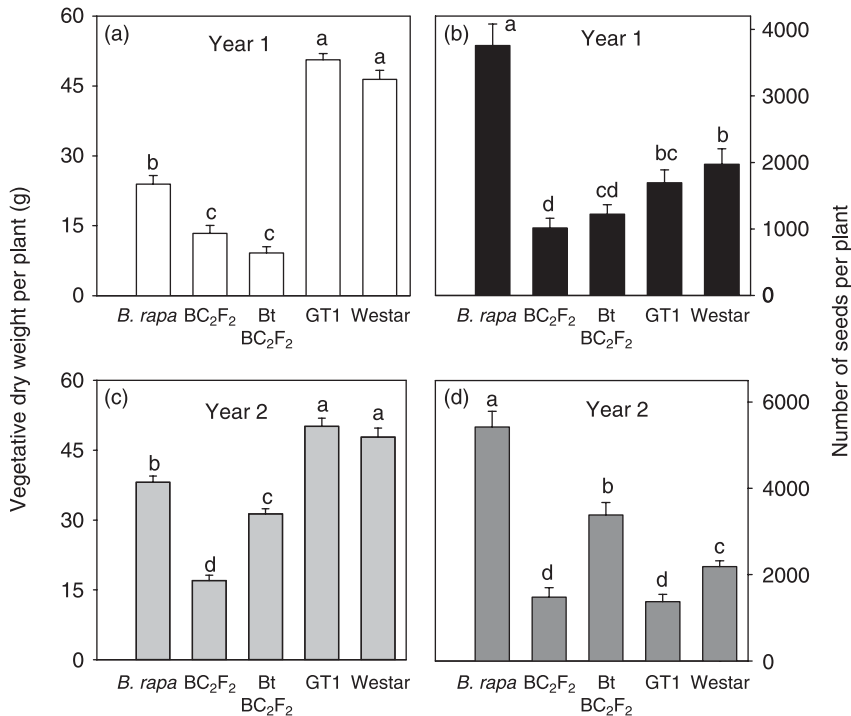 Vegetative dry weight per plant (g)
Number of seeds per plant
(a)
Year 1
60
45
30
15
0
b
c
c
a
a
B. rapa BC2F2 Bt GT1 Westar
BC2F2
(b)
Year 1
4000
3000
2000
1000
0
a
d
cd
bc
b
B. rapa BC2F2 Bt GT1 Westar
BC2F2
(c)
Year 2
60
45
30
15
0
b
d
c
a
a
B. rapa BC2F2 Bt GT1 Westar
BC2F2
(d)
Year 2
6000
4000
2000
0
a
d
b
d
c
B. rapa BC2F2 Bt GT1 Westar
BC2F2